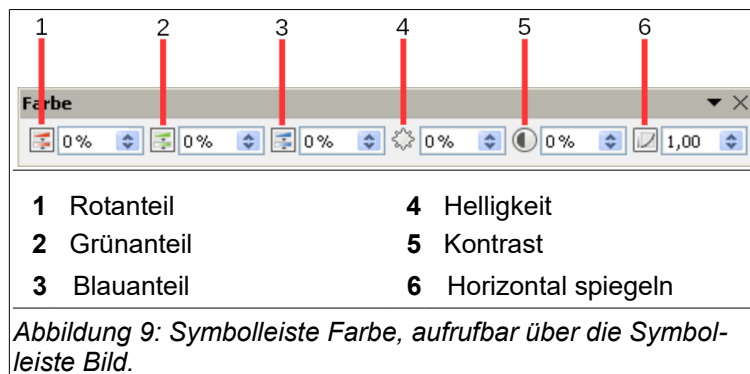 1 2 3 4 5 6
Farbe
0 % 0 % 0 % 0 % 0 % 1,00
1 Rotanteil 4 Helligkeit
2 Grünanteil 5 Kontrast
3 Blauanteil 6 Horizontal spiegeln
Abbildung 9: Symbolleiste Farbe, aufrufbar über die Symbol-
leiste Bild.